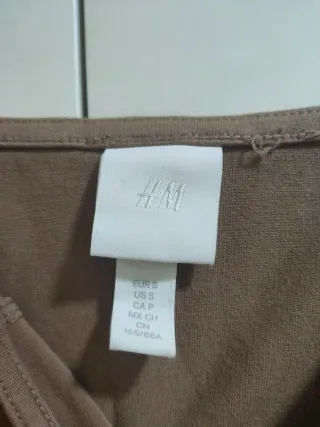 H&M
EUR S
US S
CA P
MX CH
CN
165/88A